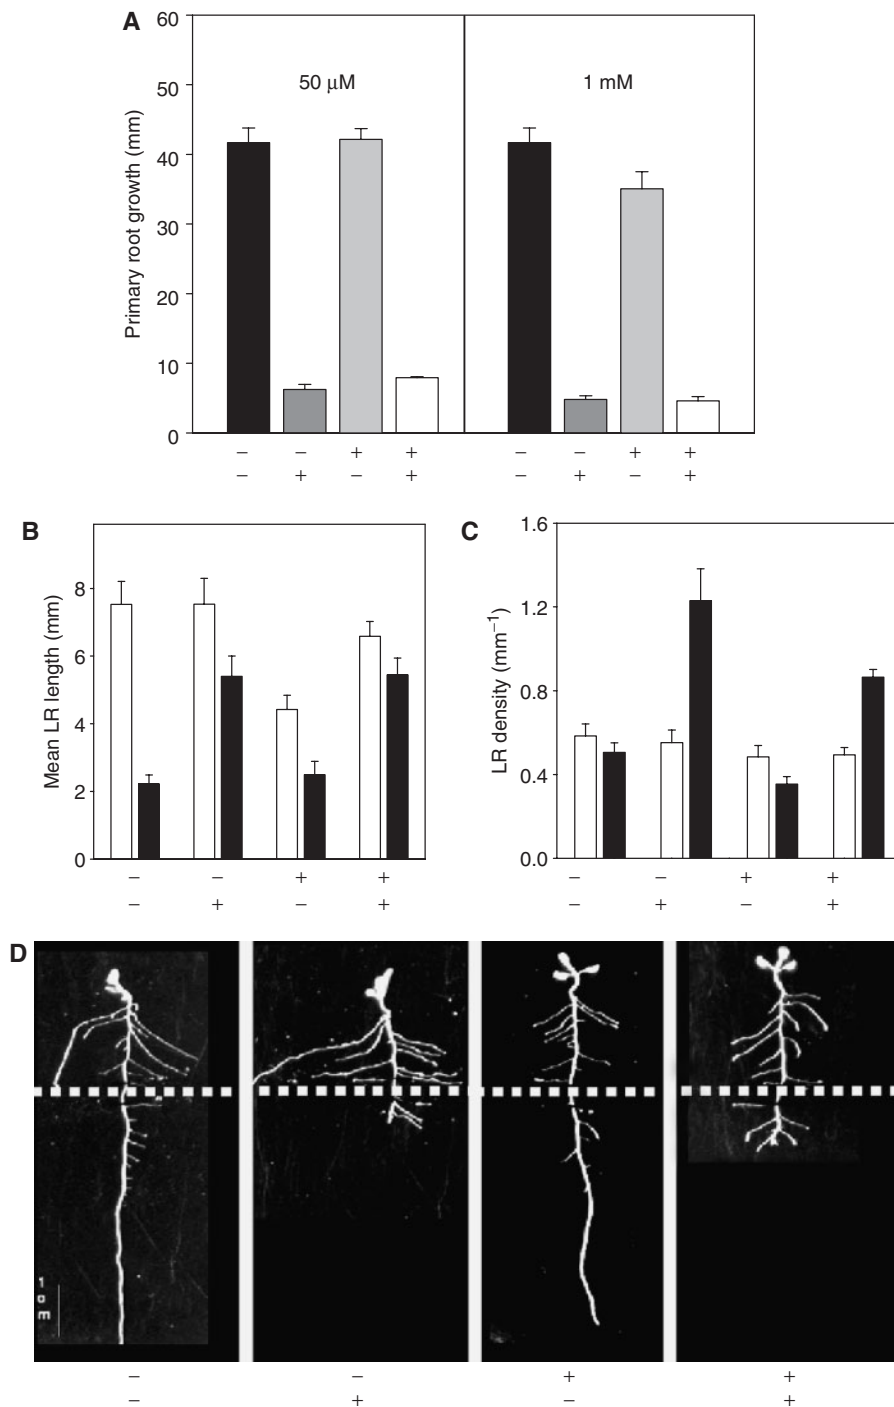 A
60
50
40
30
20
10
0
Primary root growth (mm)
50 μM
1 mM
– – + + – – + +
– + – + – + – +
B
8
6
4
2
0
Mean LR length (mm)
– – + +
– + – +
C
1.6
1.2
0.8
0.4
0.0
LR density (mm⁻¹)
– – + +
– + – +
D
1
c
m
– – + +
– + – +